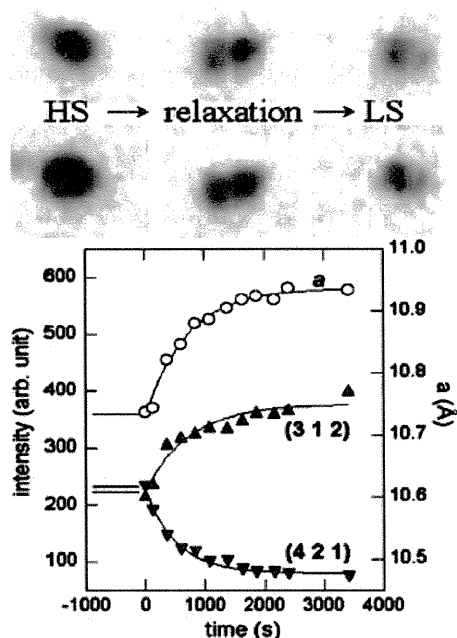 HS → relaxation → LS
11.0
600
a
500
10.9
400
10.8
300
(3 1 2)
10.7
200
10.6
100
(4 2 1)
10.5
intensity (arb. unit)
a (Å)
-1000 0 1000 2000 3000 4000
time (s)